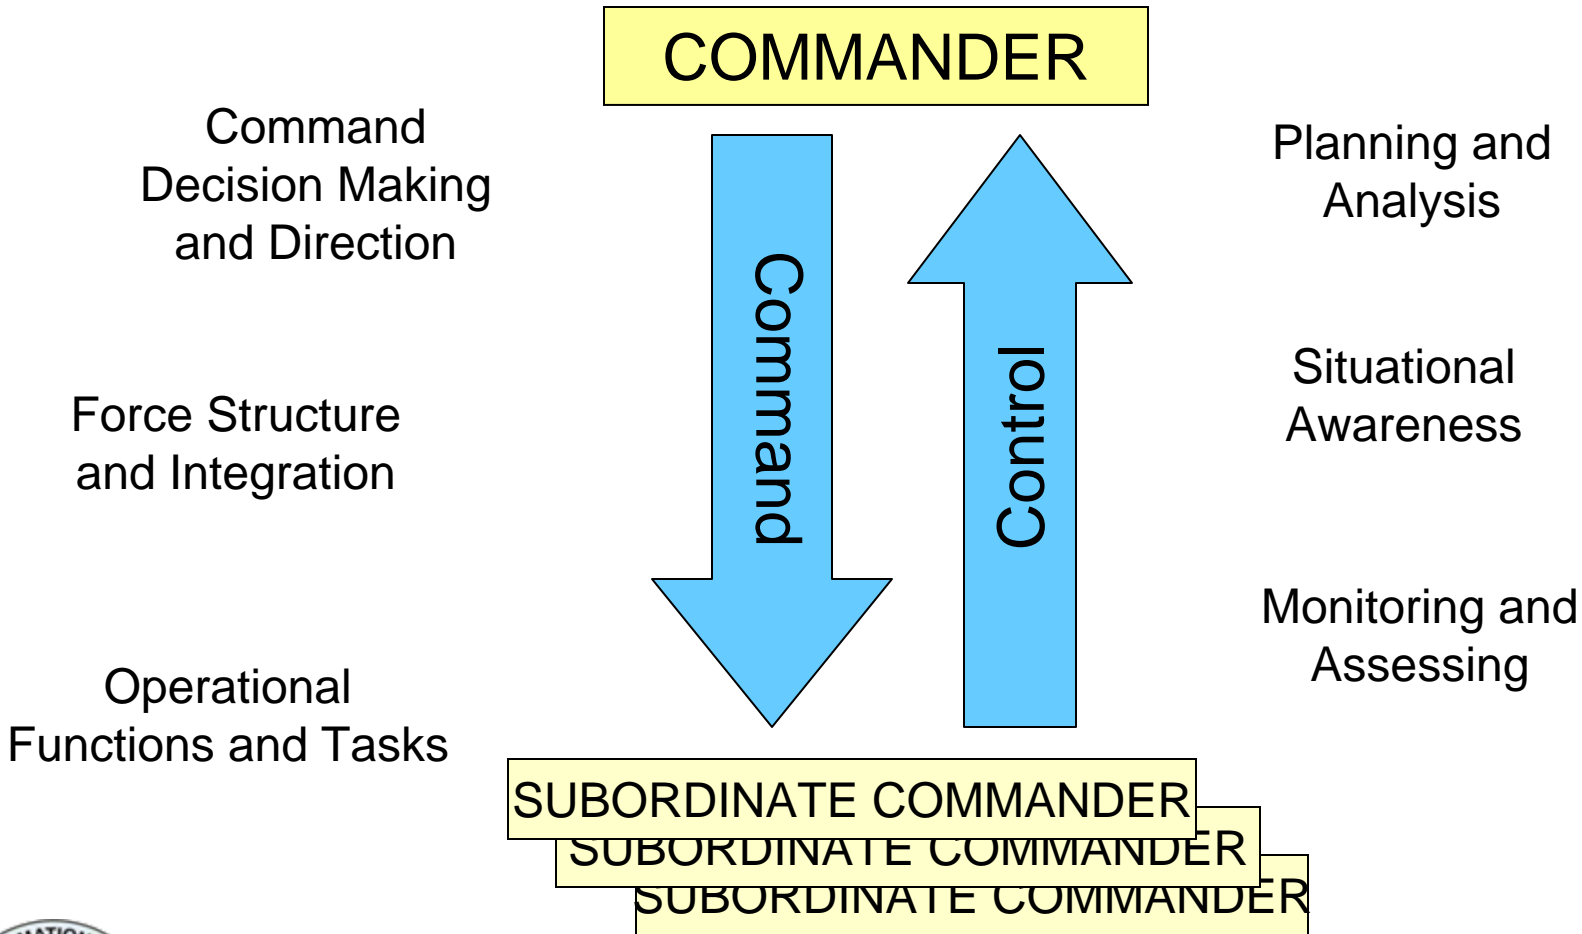 COMMANDER
Command
Decision Making
and Direction
Force Structure
and Integration
Operational
Functions and Tasks
Command
Control
Planning and
Analysis
Situational
Awareness
Monitoring and
Assessing
SUBORDINATE COMMANDER
SUBORDINATE COMMANDER
SUBORDINATE COMMANDER